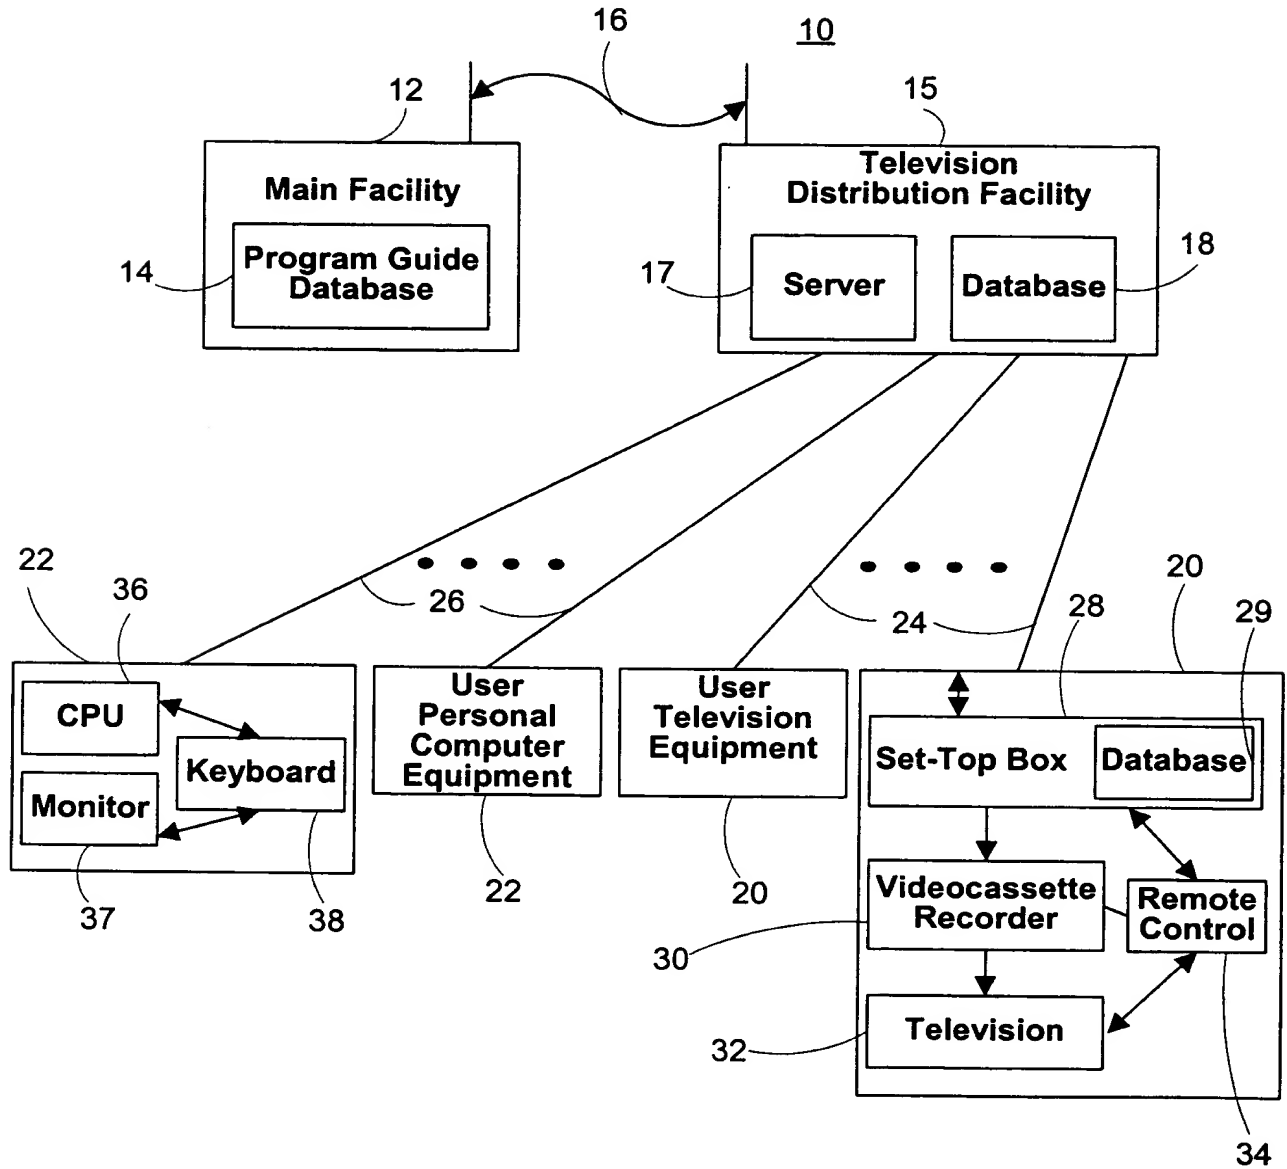 16
10
12
15
Main Facility
Program Guide
Database
14
Television
Distribution Facility
Server
Database
17
18
22
36
26
24
28
20
29
CPU
Keyboard
Monitor
37
38
User
Personal
Computer
Equipment
22
User
Television
Equipment
20
Set-Top Box
Database
Videocassette
Recorder
30
Remote
Control
Television
32
34